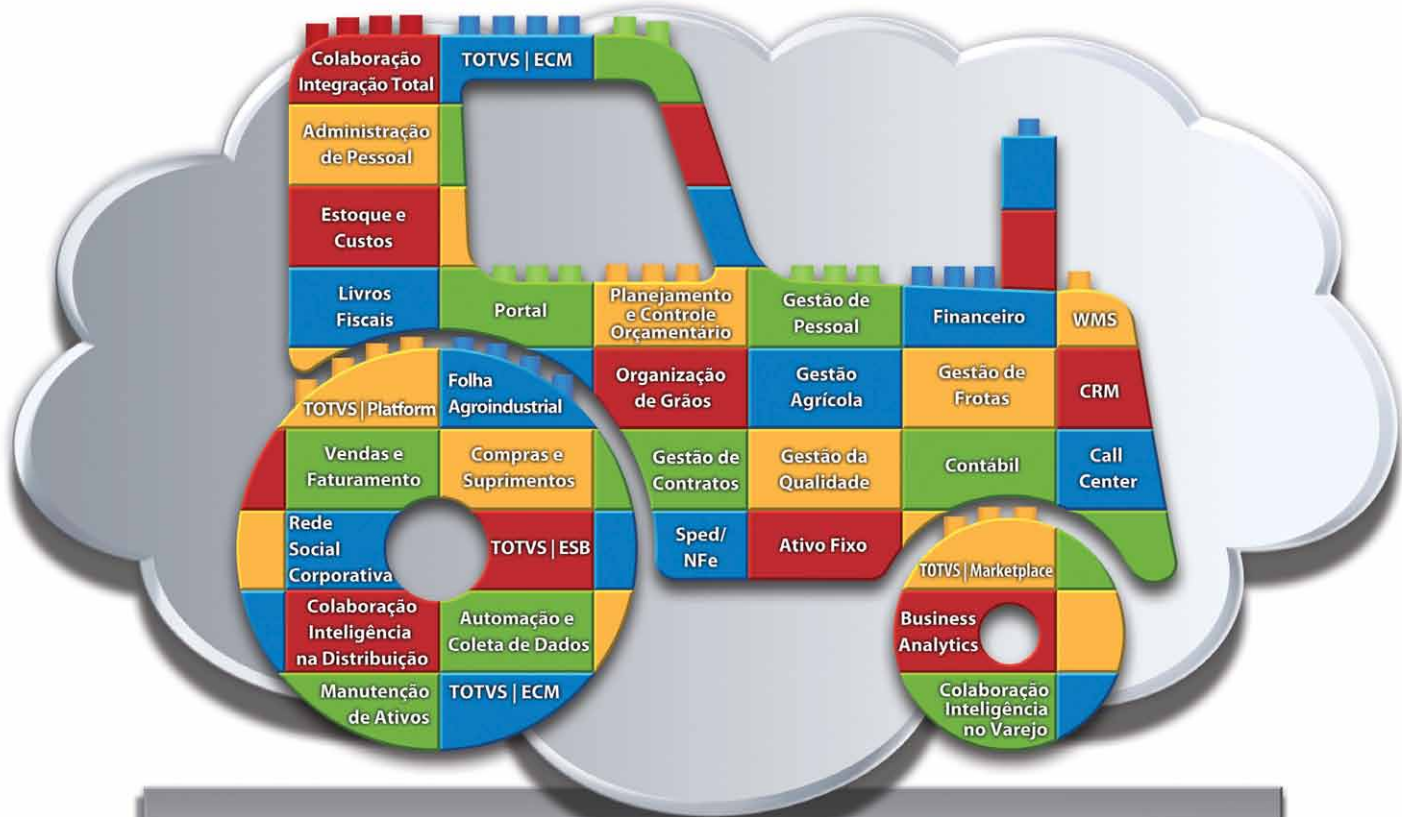 Colaboração
Integração Total
TOTVS | ECM
Administração
de Pessoal
Estoque e
Custos
Livros
Fiscais
Portal
Planejamento
e Controle
Orçamentário
Gestão de
Pessoal
Financeiro
WMS
TOTVS | Platform
Folha
Agroindustrial
Organização
de Grãos
Gestão
Agrícola
Gestão de
Frotas
CRM
Vendas e
Faturamento
Compras e
Suprimentos
Gestão de
Contratos
Gestão da
Qualidade
Contábil
Call
Center
Rede
Social
Corporativa
TOTVS | ESB
Sped/
NFe
Ativo Fixo
TOTVS | Marketplace
Colaboração
Inteligência
na Distribuição
Automação e
Coleta de Dados
Business
Analytics
Manutenção
de Ativos
TOTVS | ECM
Colaboração
Inteligência
no Varejo